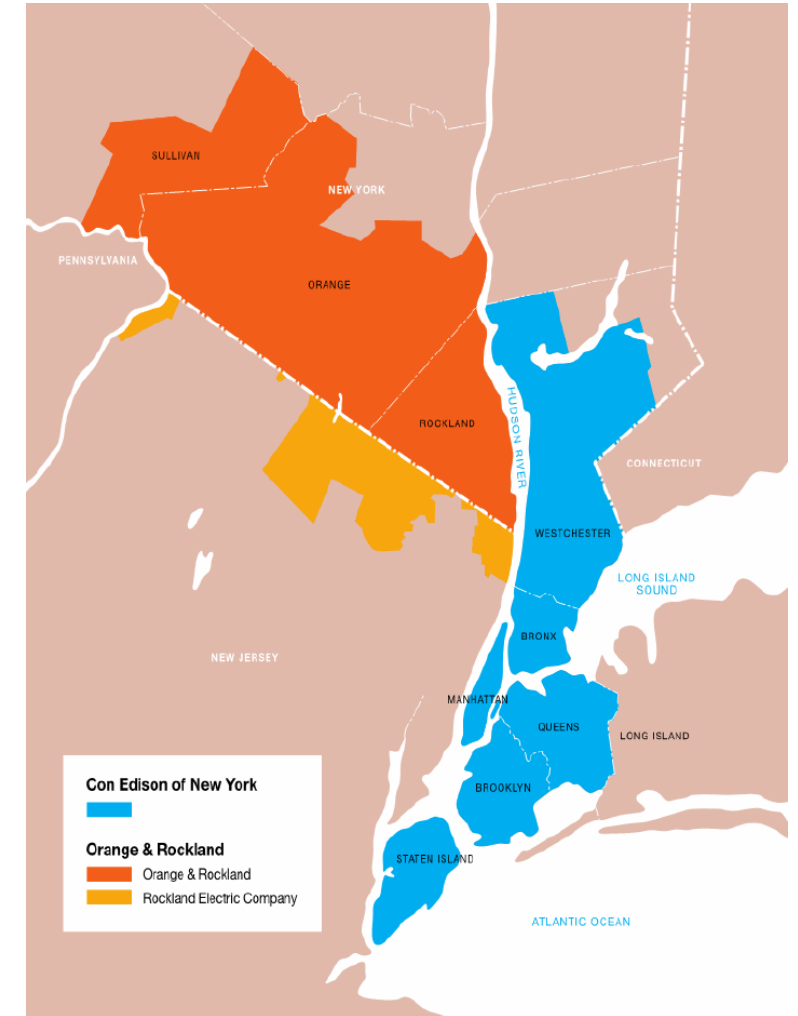 SULLIVAN
NEW YORK
PENNSYLVANIA
ORANGE
ROCKLAND
HUDSON RIVER
CONNECTICUT
WESTCHESTER
LONG ISLAND
SOUND
BRONX
NEW JERSEY
MANHATTAN
QUEENS
LONG ISLAND
BROOKLYN
STATEN ISLAND
ATLANTIC OCEAN
Con Edison of New York
Orange & Rockland
Orange & Rockland
Rockland Electric Company